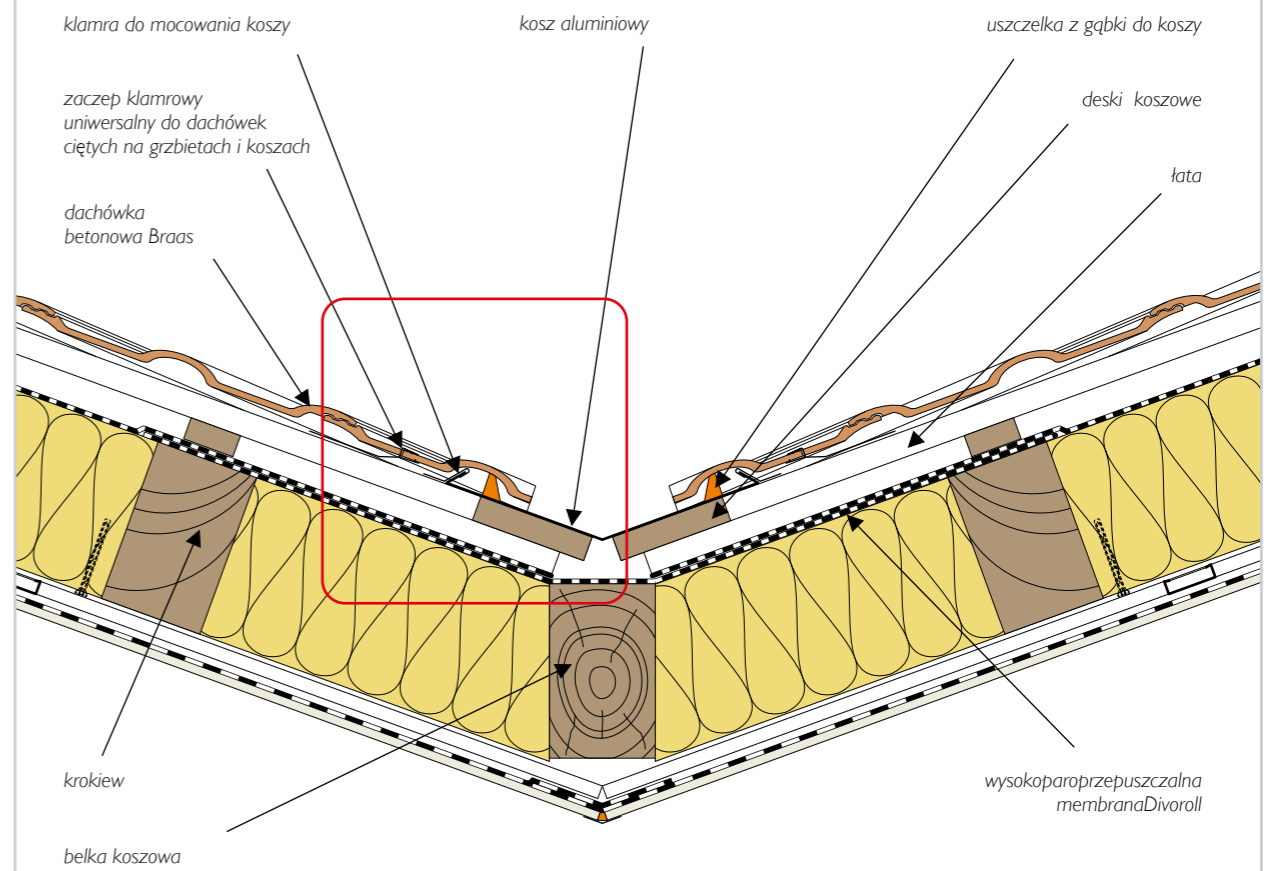 klamra do mocowania koszy
kosz aluminiowy
uszczelka z gąbki do koszy
zaczep klamrowy
uniwersalny do dachówek
ciętych na grzbietach i koszach
deski koszowe
łata
dachówka
betonowa Braas
krokiew
wysokoparoprzepuszczalna
membranaDivoroll
belka koszowa